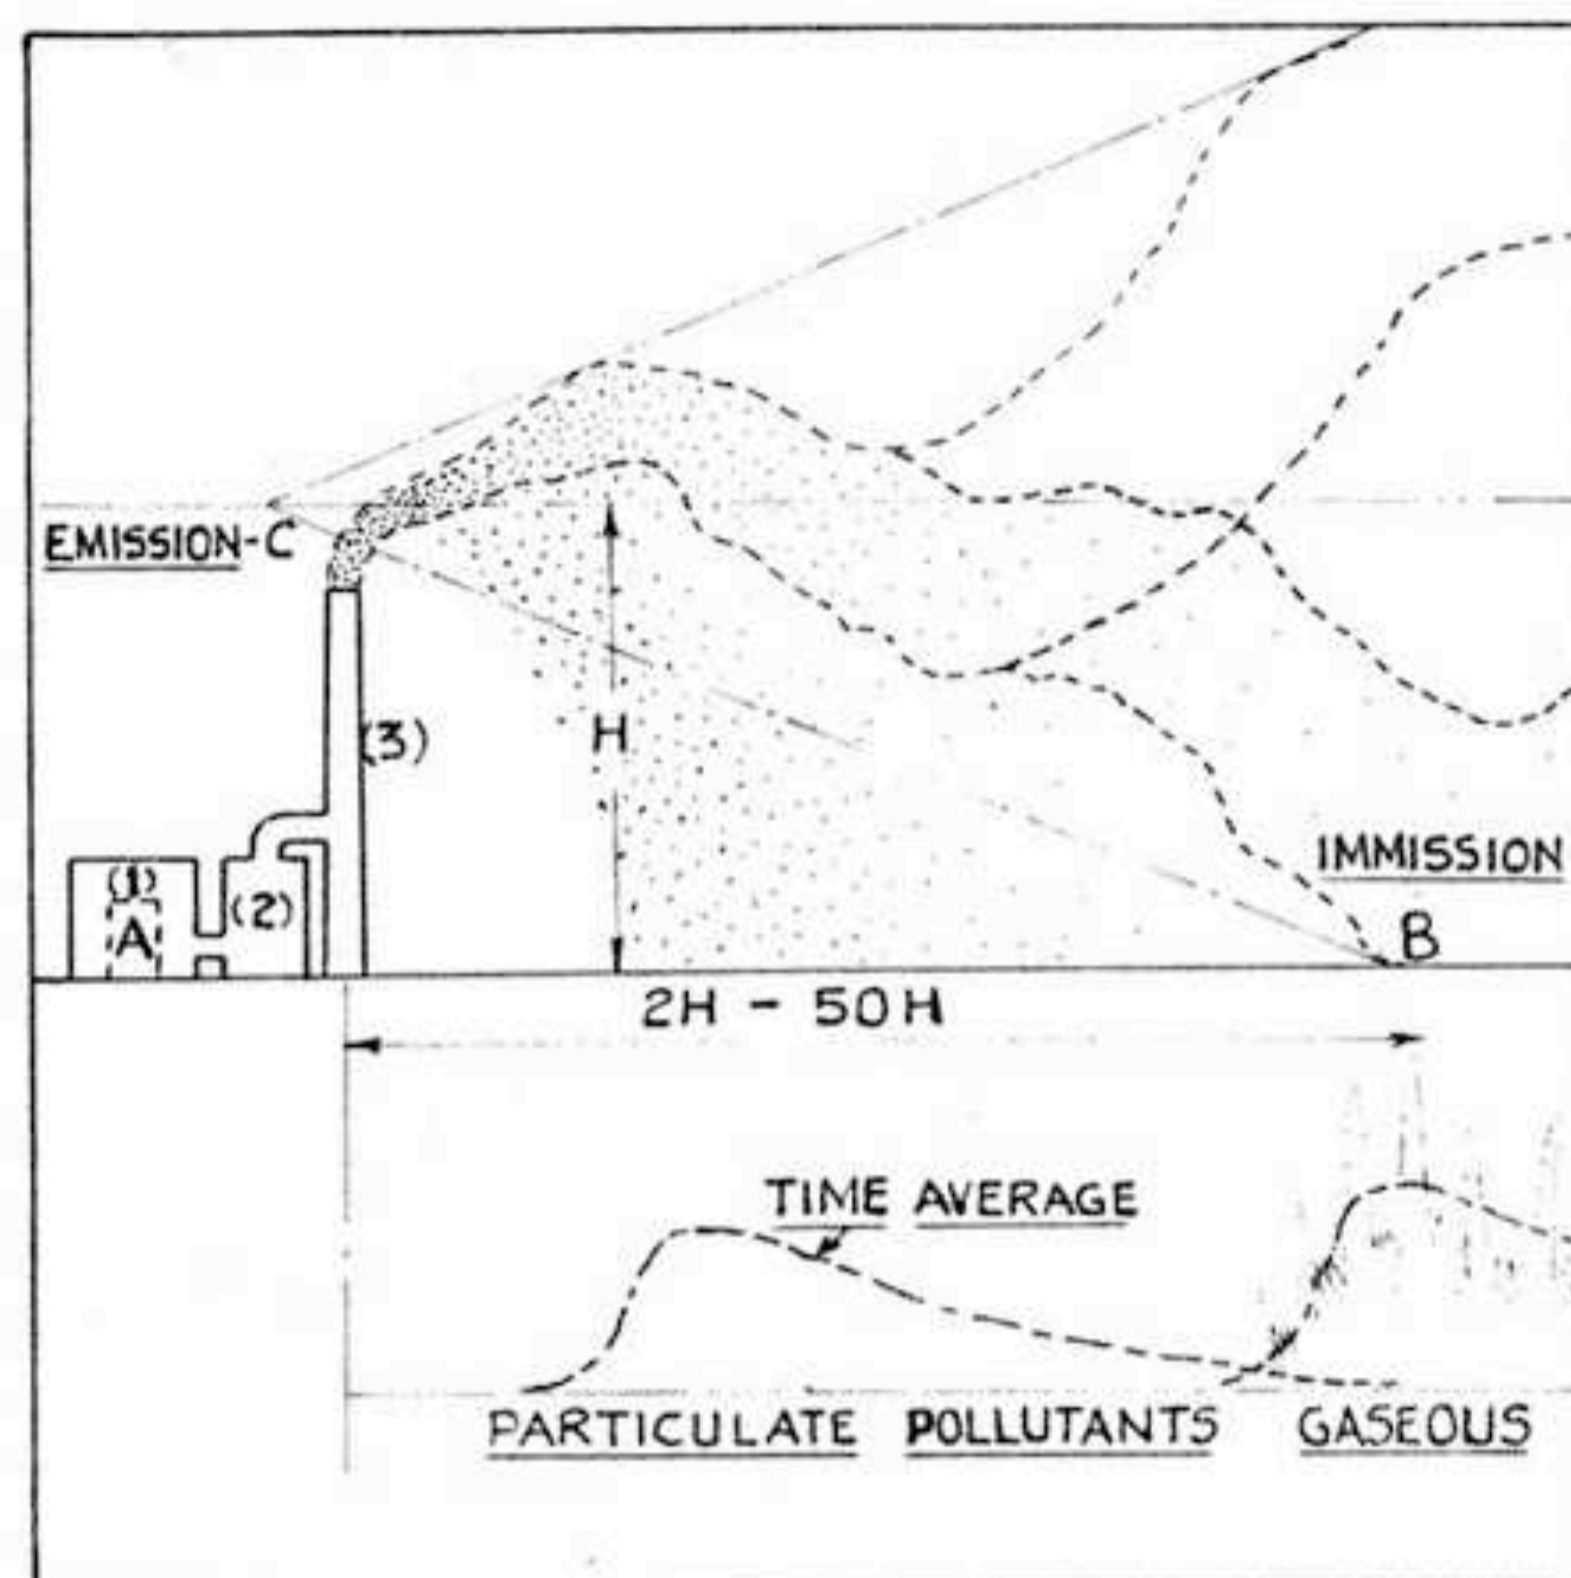 EMISSION-C
(3)
H
(1)
(2)
A
IMMISSION
B
2H - 50H
TIME AVERAGE
PARTICULATE POLLUTANTS GASEOUS